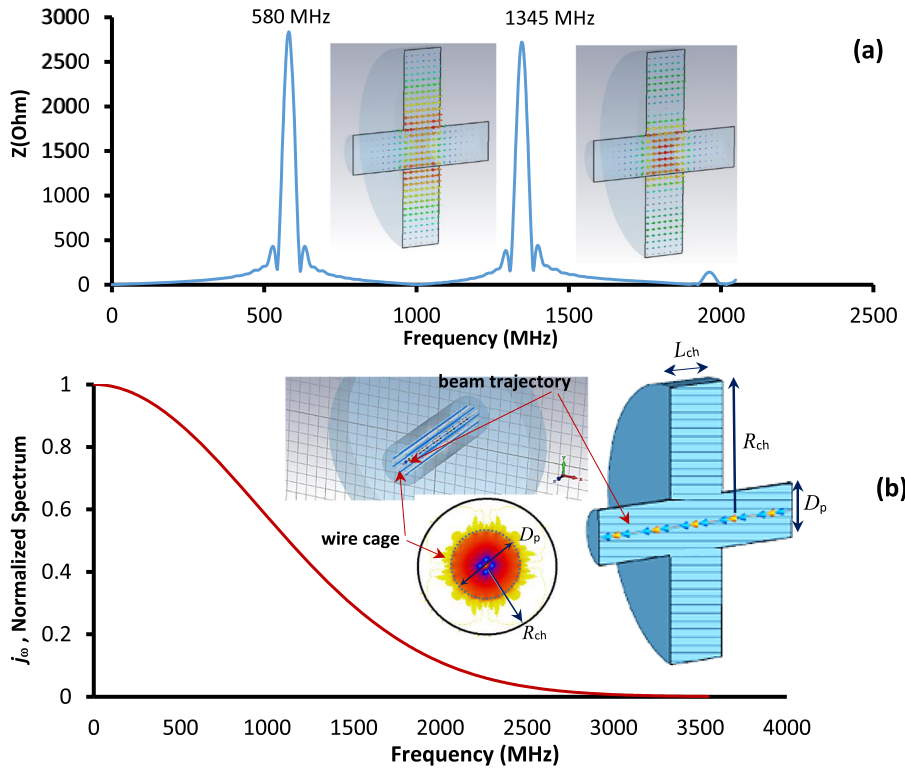 580 MHz
1345 MHz
(a)
Z(Ohm)
3000
2500
2000
1500
1000
500
0
0 500 1000 1500 2000 2500
Frequency (MHz)
(b)
jω , Normalized Spectrum
1
0.8
0.6
0.4
0.2
0
0 500 1000 1500 2000 2500 3000 3500 4000
Frequency (MHz)
beam trajectory
wire cage
Dp
Rch
Lch
Rch
Dp